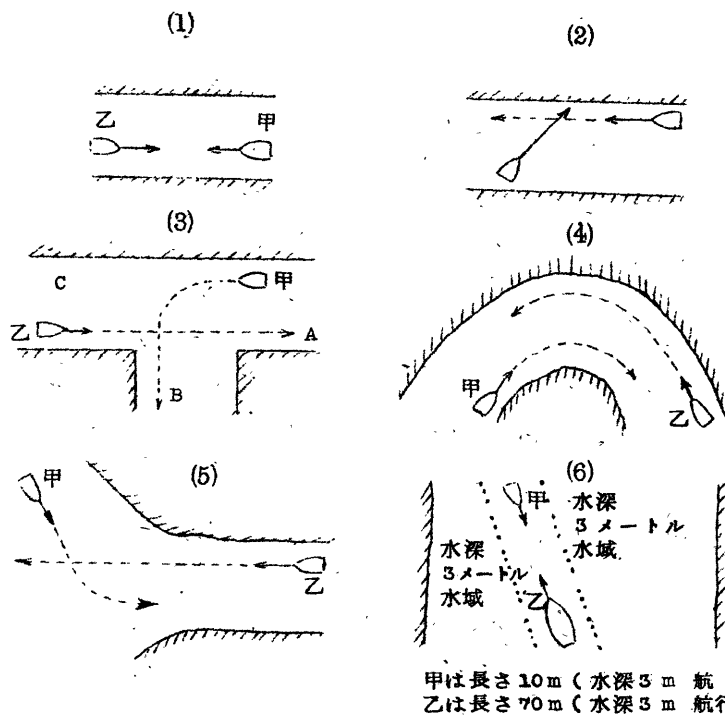 (1)
乙 甲
(2)
(3)
C
甲
乙
A
B
(4)
甲
乙
(5)
甲
乙
(6)
甲
水深
3メートル
水域
水深
3メートル
水域
乙
甲は長さ10m(水深3m 航
乙は長さ70m(水深3m 航行